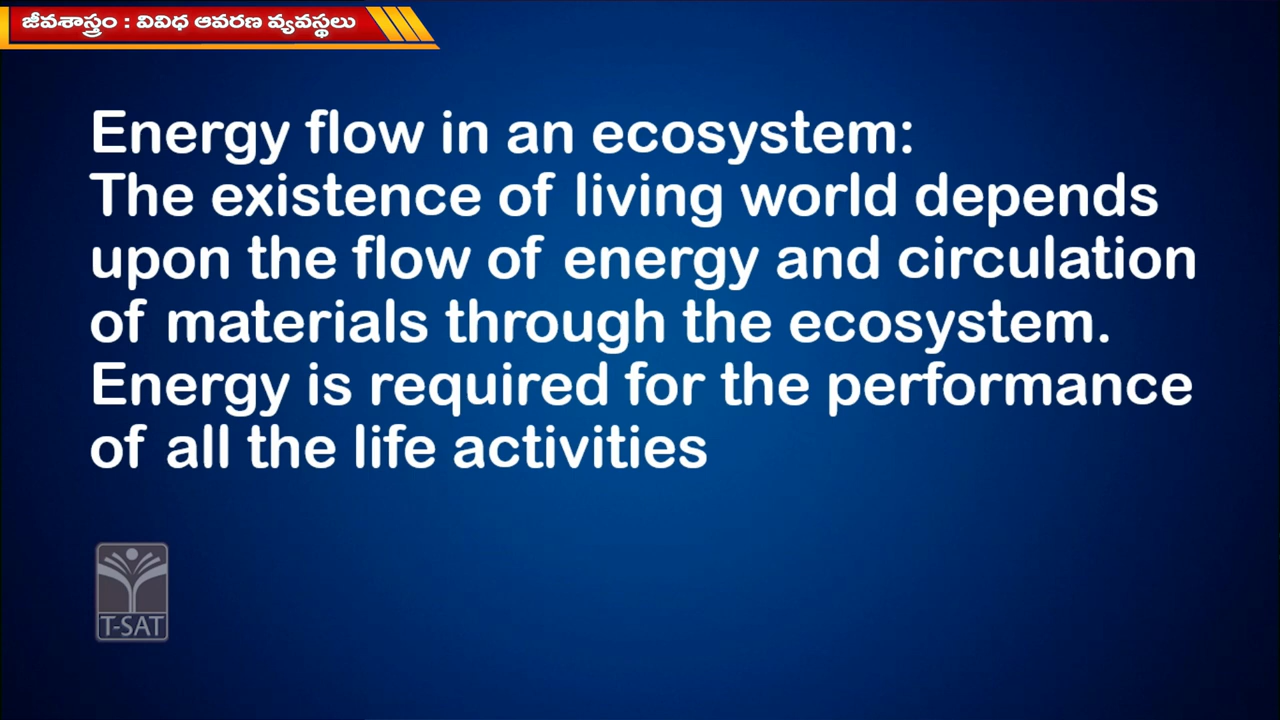 జీవశాస్త్రం : వివిధ ఆవరణ వ్యవస్థలు
Energy flow in an ecosystem:
The existence of living world depends
upon the flow of energy and circulation
of materials through the ecosystem.
Energy is required for the performance
of all the life activities
T-SAT